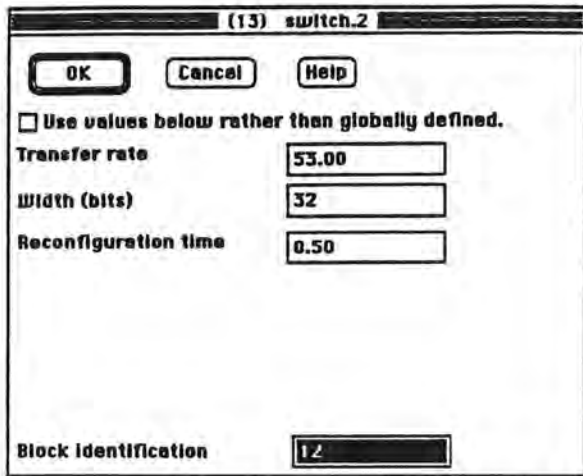 (13) switch.2
OK Cancel Help
Use values below rather than globally defined.
Transfer rate 53.00
Width (bits) 32
Reconfiguration time 0.50
Block identification 12